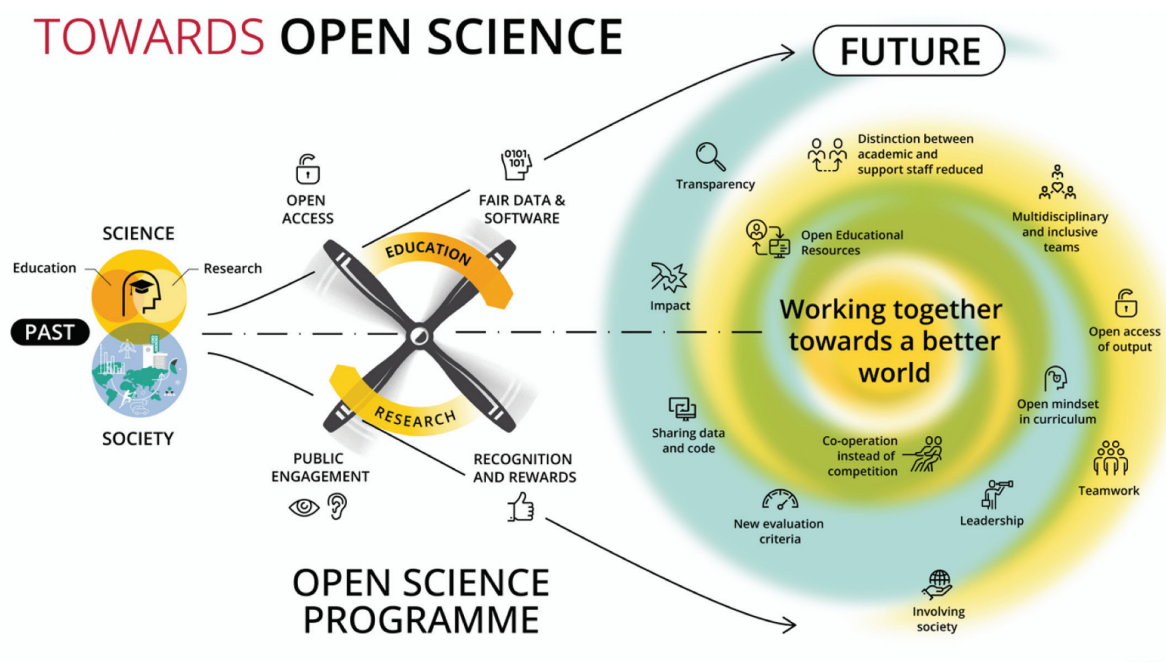 TOWARDS OPEN SCIENCE
FUTURE
OPEN
ACCESS
0101
101
FAIR DATA &
SOFTWARE
SCIENCE
Education
Research
PAST
SOCIETY
EDUCATION
RESEARCH
PUBLIC
ENGAGEMENT
RECOGNITION
AND REWARDS
OPEN SCIENCE
PROGRAMME
Transparency
Distinction between
academic and
support staff reduced
Multidisciplinary
and inclusive
teams
Open Educational
Resources
Impact
Working together
towards a better
world
Open access
of output
Open mindset
in curriculum
Sharing data
and code
Co-operation
instead of
competition
Teamwork
New evaluation
criteria
Leadership
Involving
society